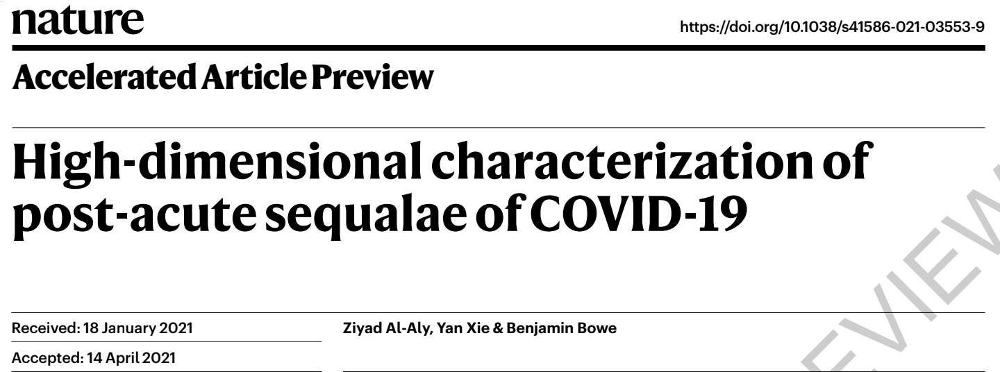 nature
https://doi.org/10.1038/s41586-021-03553-9
Accelerated Article Preview
High-dimensional characterization of
post-acute sequalae of COVID-19
Received: 18 January 2021
Ziyad Al-Aly, Yan Xie & Benjamin Bowe
Accepted: 14 April 2021